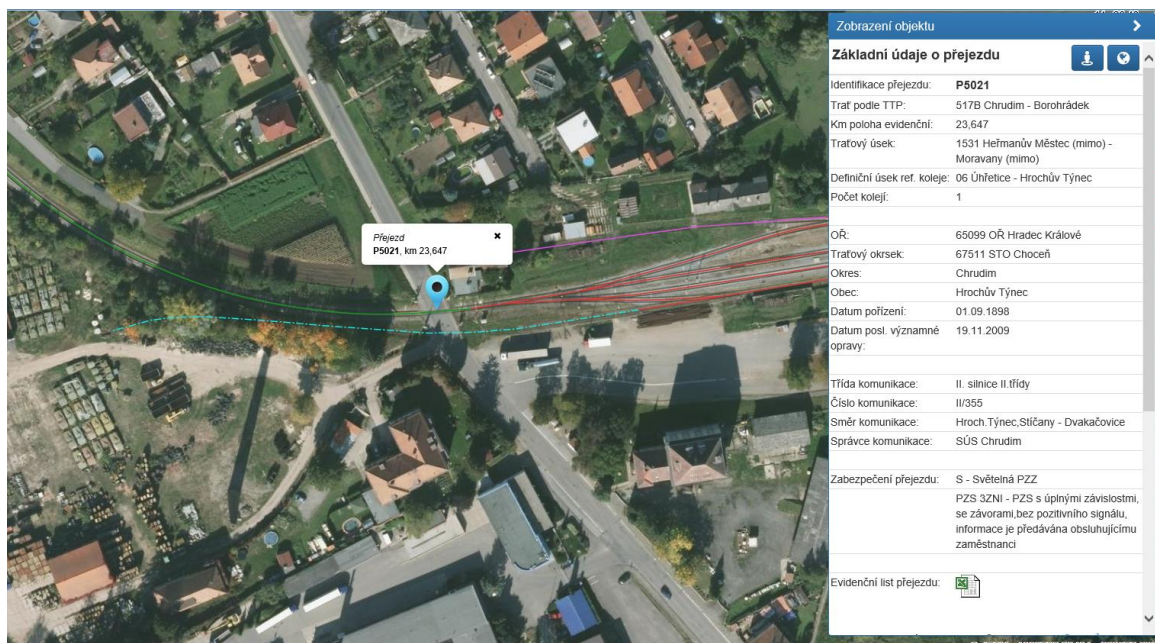 Zobrazení objektu
Základní údaje o přejezdu
Identifikace přejezdu: P5021
Trať podle TTP: 517B Chrudim - Borohrádek
Km poloha evidenční: 23,647
Traťový úsek: 1531 Heřmanův Městec (mimo) -
Moravany (mimo)
Definiční úsek ref. koleje: 06 Úhřetice - Hrochův Týnec
Počet kolejí: 1
OŘ: 65099 OŘ Hradec Králové
Traťový okrsek: 67511 STO Choceň
Okres: Chrudim
Obec: Hrochův Týnec
Datum pořízení: 01.09.1898
Datum posl. významné 19.11.2009
opravy:
Třída komunikace: II. silnice II.třídy
Číslo komunikace: II/355
Směr komunikace: Hroch.Týnec,Stíčany - Dvakačovice
Správce komunikace: SÚS Chrudim
Zabezpečení přejezdu: S - Světelná PZZ
PZS 3ZNI - PZS s úplnými závislostmi,
se závorami,bez pozitivního signálu,
informace je předávána obsluhujícímu
zaměstnanci
Evidenční list přejezdu:
Přejezd
P5021, km 23,647